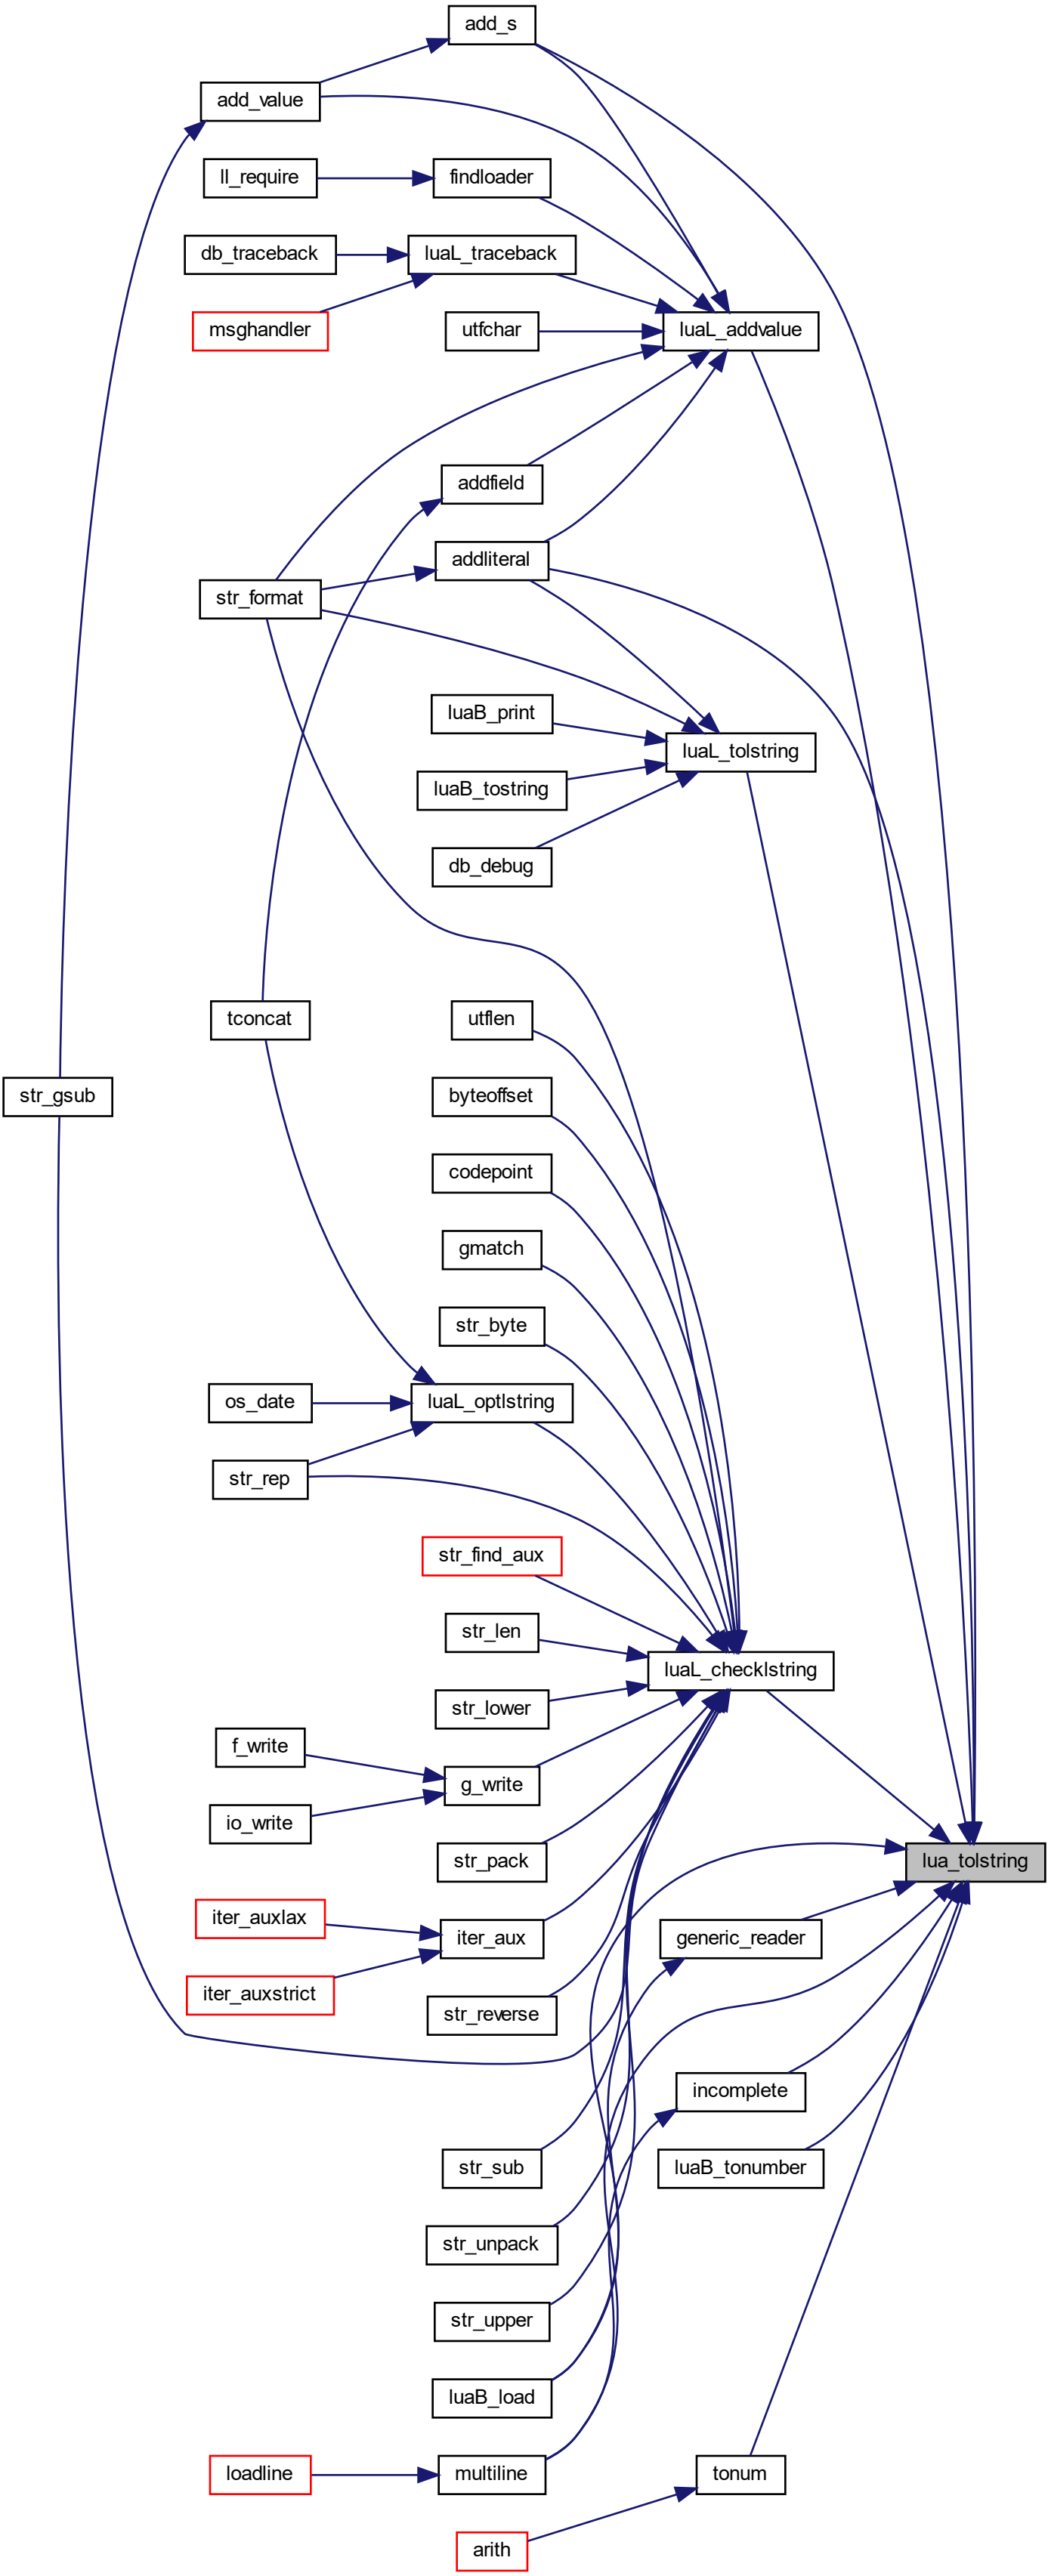 add_s
add_value
ll_require
findloader
db_traceback
luaL_traceback
msghandler
utfchar
luaL_addvalue
addfield
addliteral
str_format
luaB_print
luaL_tolstring
luaB_tostring
db_debug
tconcat
utflen
str_gsub
byteoffset
codepoint
gmatch
str_byte
os_date
luaL_optlstring
str_rep
str_find_aux
str_len
luaL_checklstring
str_lower
f_write
g_write
io_write
str_pack
lua_tolstring
iter_auxlax
iter_aux
generic_reader
iter_auxstrict
str_reverse
incomplete
str_sub
luaB_tonumber
str_unpack
str_upper
luaB_load
loadline
multiline
tonum
arith